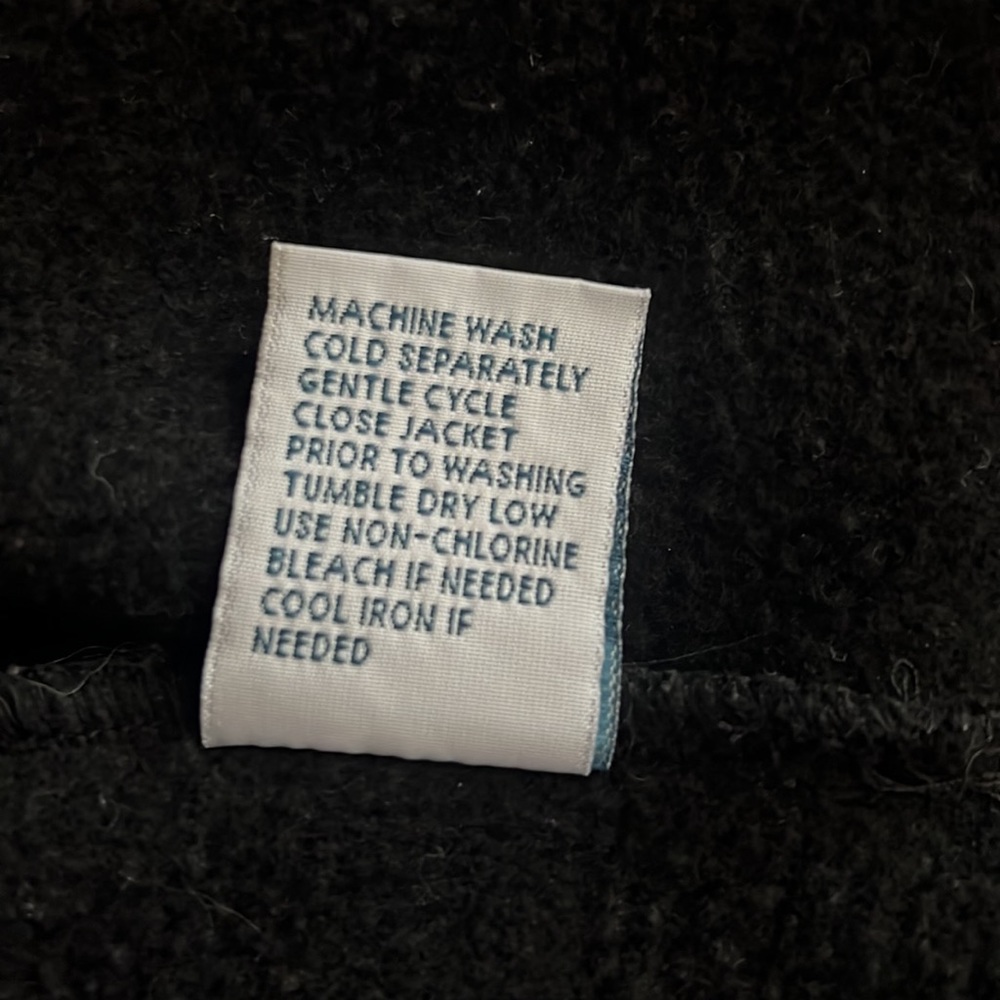 MACHINE WASH
COLD SEPARATELY
GENTLE CYCLE
CLOSE JACKET
PRIOR TO WASHING
TUMBLE DRY LOW
USE NON-CHLORINE
BLEACH IF NEEDED
COOL IRON IF
NEEDED